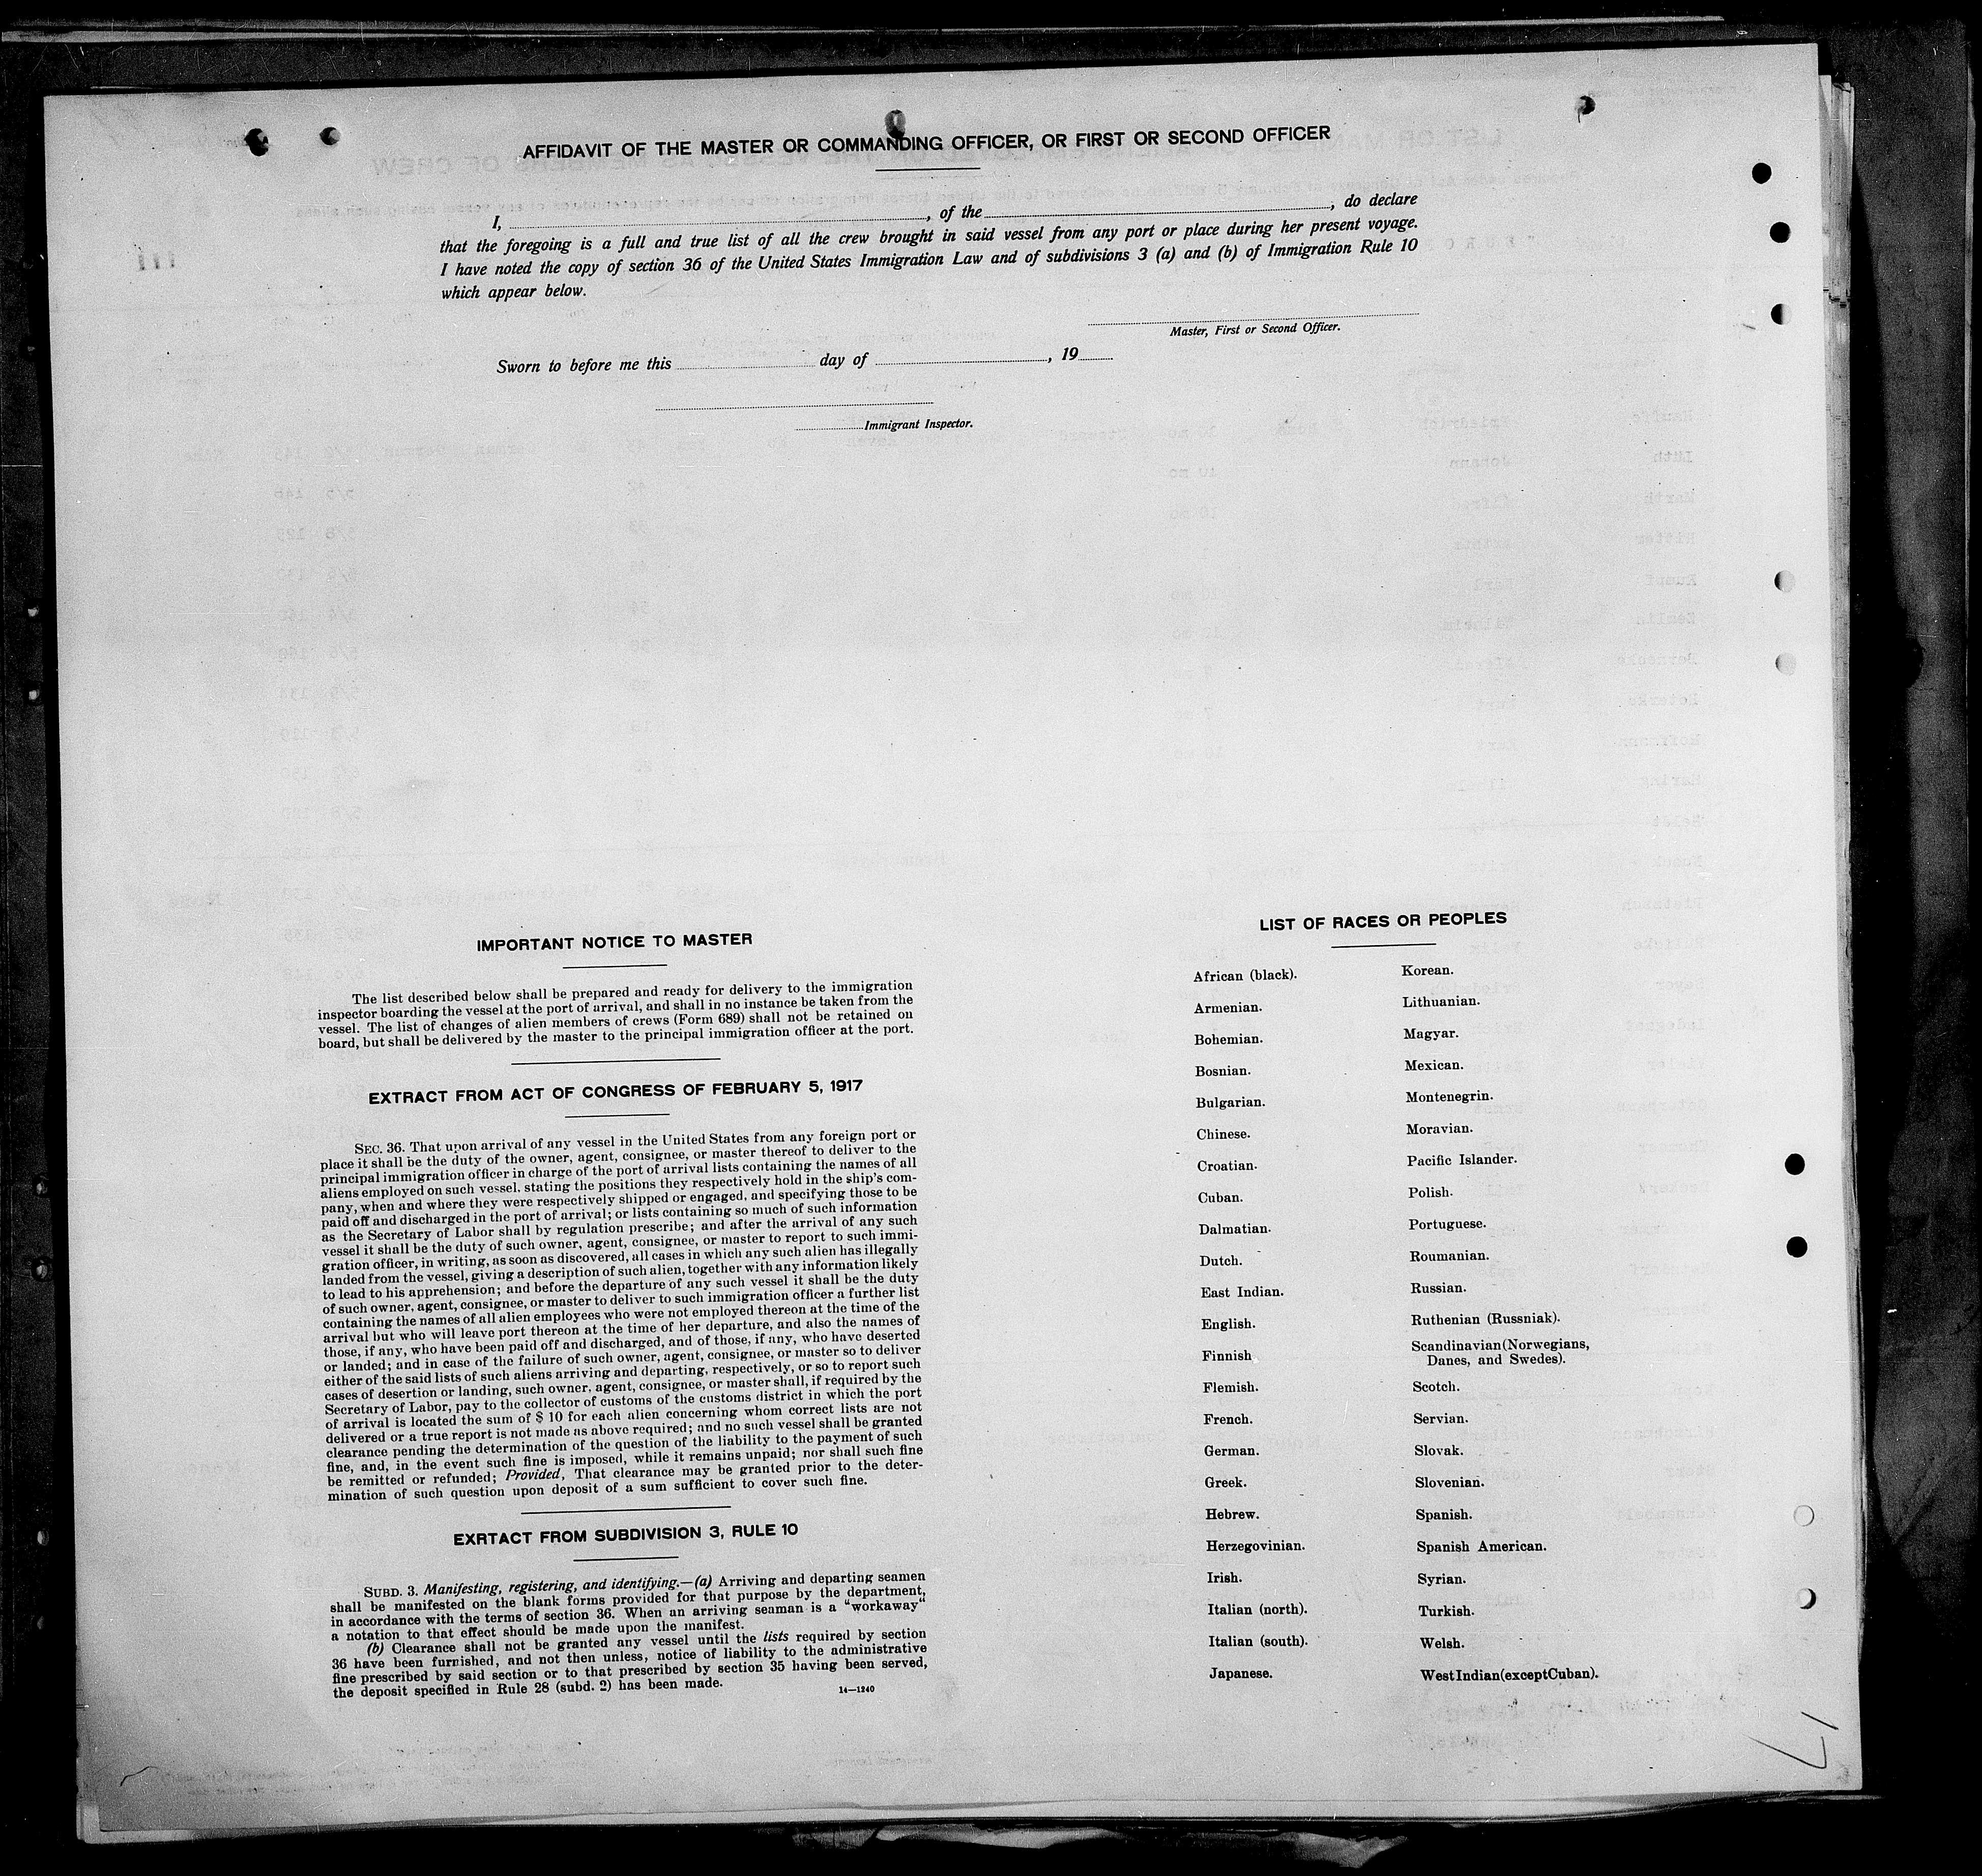 AFFIDAVIT OF THE MASTER OR COMMANDING OFFICER, OR FIRST OR SECOND OFFICER
I, , of the , do declare
that the foregoing is a full and true list of all the crew brought in said vessel from any port or place during her present voyage.
I have noted the copy of section 36 of the United States Immigration Law and of subdivisions 3 (a) and (b) of Immigration Rule 10
which appear below.
Master, First or Second Officer.
Sworn to before me this day of , 19
Immigrant Inspector.
IMPORTANT NOTICE TO MASTER
The list described below shall be prepared and ready for delivery to the immigration
inspector boarding the vessel at the port of arrival, and shall in no instance be taken from the
vessel. The list of changes of alien members of crews (Form 689) shall not be retained on
board, but shall be delivered by the master to the principal immigration officer at the port.
EXTRACT FROM ACT OF CONGRESS OF FEBRUARY 5, 1917
SEC. 36. That upon arrival of any vessel in the United States from any foreign port or
place it shall be the duty of the owner, agent, consignee, or master thereof to deliver to the
principal immigration officer in charge of the port of arrival lists containing the names of all
aliens employed on such vessel, stating the positions they respectively hold in the ship's com-
pany, when and where they were respectively shipped or engaged, and specifying those to be
paid off and discharged in the port of arrival; or lists containing so much of such information
as the Secretary of Labor shall by regulation prescribe; and after the arrival of any such
vessel it shall be the duty of such owner, agent, consignee, or master to report to such immi-
gration officer, in writing, as soon as discovered, all cases in which any such alien has illegally
landed from the vessel, giving a description of such alien, together with any information likely
to lead to his apprehension; and before the departure of any such vessel it shall be the duty
of such owner, agent, consignee, or master to deliver to such immigration officer a further list
containing the names of all alien employees who were not employed thereon at the time of the
arrival but who will leave port thereon at the time of her departure, and also the names of
those, if any, who have been paid off and discharged, and of those, if any, who have deserted
or landed; and in case of the failure of such owner, agent, consignee, or master so to deliver
either of the said lists of such aliens arriving and departing, respectively, or so to report such
cases of desertion or landing, such owner, agent, consignee, or master shall, if required by the
Secretary of Labor, pay to the collector of customs of the customs district in which the port
of arrival is located the sum of $ 10 for each alien concerning whom correct lists are not
delivered or a true report is not made as above required; and no such vessel shall be granted
clearance pending the determination of the question of the liability to the payment of such
fine, and, in the event such fine is imposed, while it remains unpaid; nor shall such fine
be remitted or refunded; Provided, That clearance may be granted prior to the deter-
mination of such question upon deposit of a sum sufficient to cover such fine.
EXRTACT FROM SUBDIVISION 3, RULE 10
SUBD. 3. Manifesting, registering, and identifying.—(a) Arriving and departing seamen
shall be manifested on the blank forms provided for that purpose by the department,
in accordance with the terms of section 36. When an arriving seaman is a "workaway"
a notation to that effect should be made upon the manifest.
(b) Clearance shall not be granted any vessel until the lists required by section
36 have been furnished, and not then unless, notice of liability to the administrative
fine prescribed by said section or to that prescribed by section 35 having been served,
the deposit specified in Rule 28 (subd. 2) has been made.
14—1240
LIST OF RACES OR PEOPLES
African (black).
Armenian.
Bohemian.
Bosnian.
Bulgarian.
Chinese.
Croatian.
Cuban.
Dalmatian.
Dutch.
East Indian.
English.
Finnish
Flemish.
French.
German.
Greek.
Hebrew.
Herzegovinian.
Irish.
Italian (north).
Italian (south).
Japanese.
Korean.
Lithuanian.
Magyar.
Mexican.
Montenegrin.
Moravian.
Pacific Islander.
Polish.
Portuguese.
Roumanian.
Russian.
Ruthenian (Russniak).
Scandinavian (Norwegians,
Danes, and Swedes).
Scotch.
Servian.
Slovak.
Slovenian.
Spanish.
Spanish American.
Syrian.
Turkish.
Welsh.
West Indian (except Cuban).
17